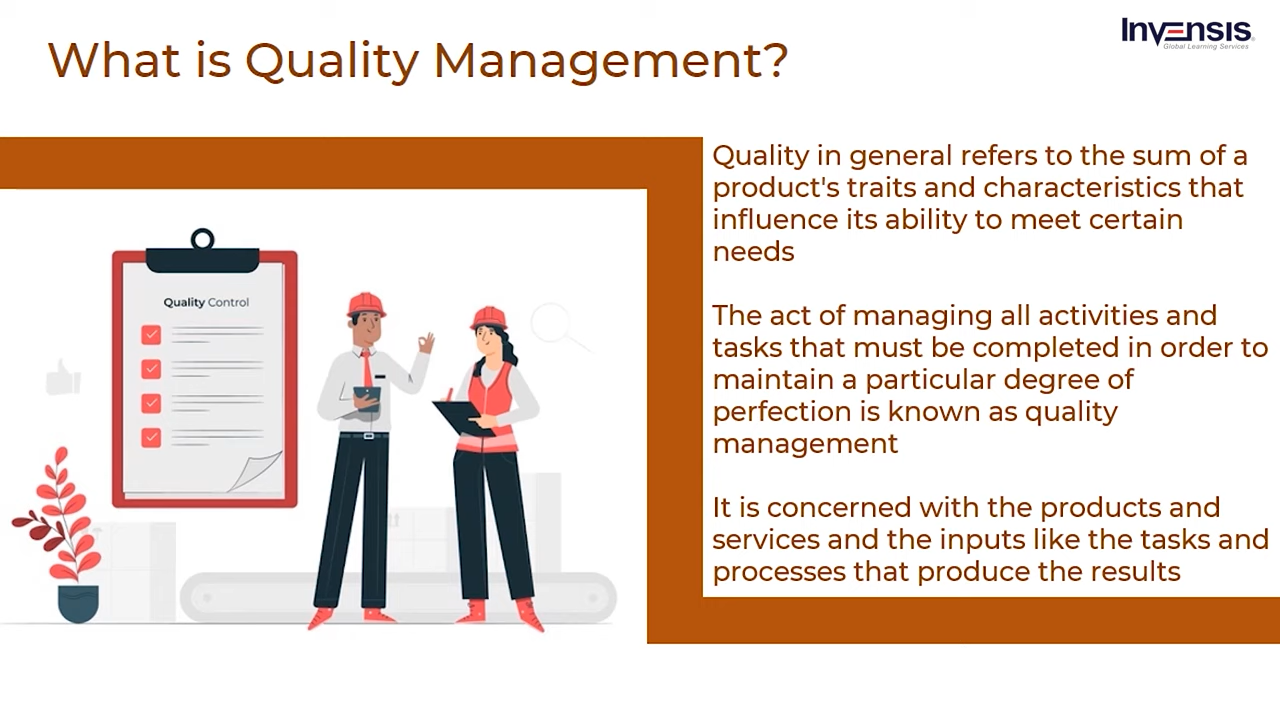 What is Quality Management?
Invensis
Global Learning Services
Quality in general refers to the sum of a
product's traits and characteristics that
influence its ability to meet certain
needs
The act of managing all activities and
tasks that must be completed in order to
maintain a particular degree of
perfection is known as quality
management
It is concerned with the products and
services and the inputs like the tasks and
processes that produce the results
Quality Control